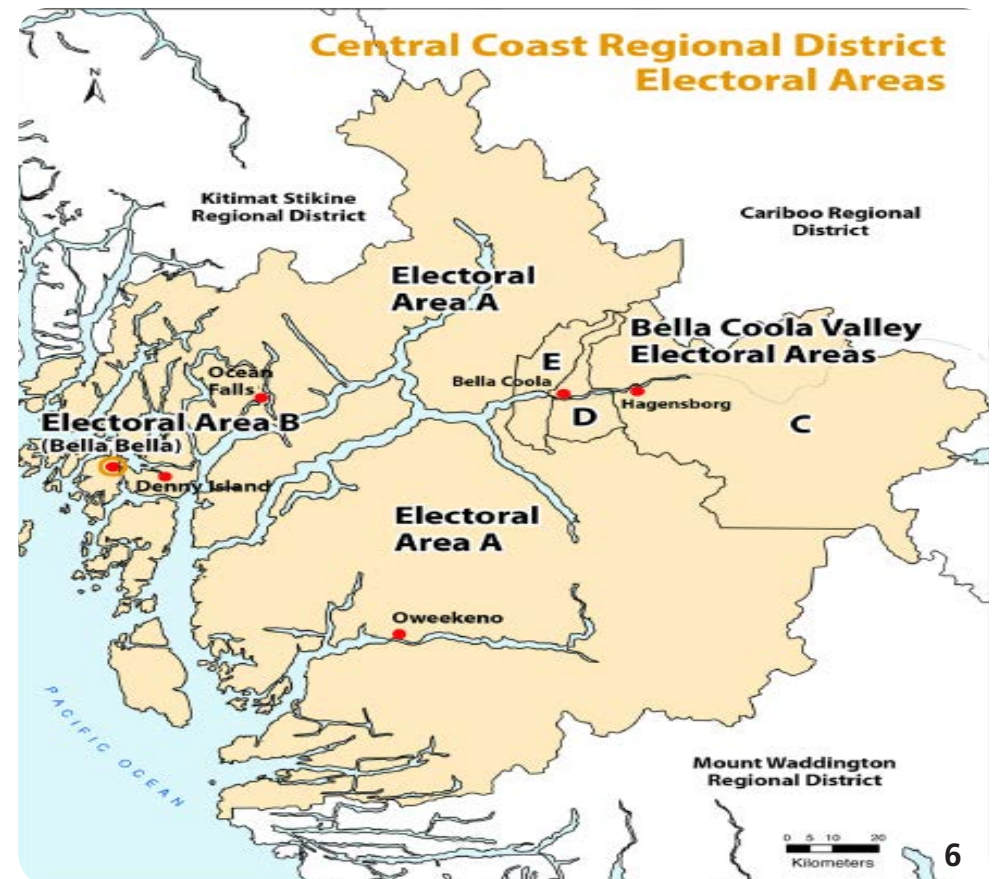 Central Coast Regional District
Electoral Areas
N
Kitimat Stikine
Regional District
Cariboo Regional
District
Electoral
Area A
Bella Coola Valley
Electoral Areas
E
Ocean
Falls
Bella Coola
Hagensborg
D
C
Electoral Area B
(Bella Bella)
Denny Island
Electoral
Area A
Oweekeno
PACIFIC OCEAN
Mount Waddington
Regional District
0 5 10 20
Kilometers
6